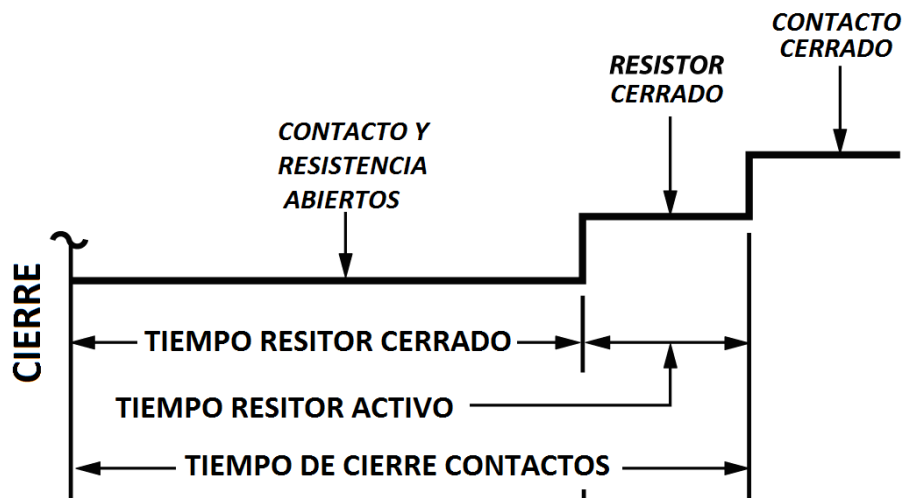 CONTACTO
CERRADO
RESISTOR
CERRADO
CONTACTO Y
RESISTENCIA
ABIERTOS
CIERRE
TIEMPO RESITOR CERRADO
TIEMPO RESITOR ACTIVO
TIEMPO DE CIERRE CONTACTOS